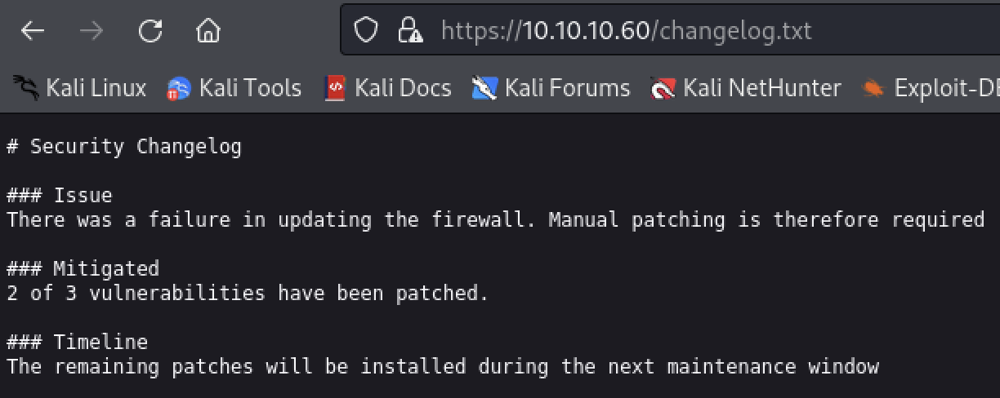 https://10.10.10.60/changelog.txt
Kali Linux Kali Tools Kali Docs Kali Forums Kali NetHunter Exploit-DB
# Security Changelog
### Issue
There was a failure in updating the firewall. Manual patching is therefore required
### Mitigated
2 of 3 vulnerabilities have been patched.
### Timeline
The remaining patches will be installed during the next maintenance window